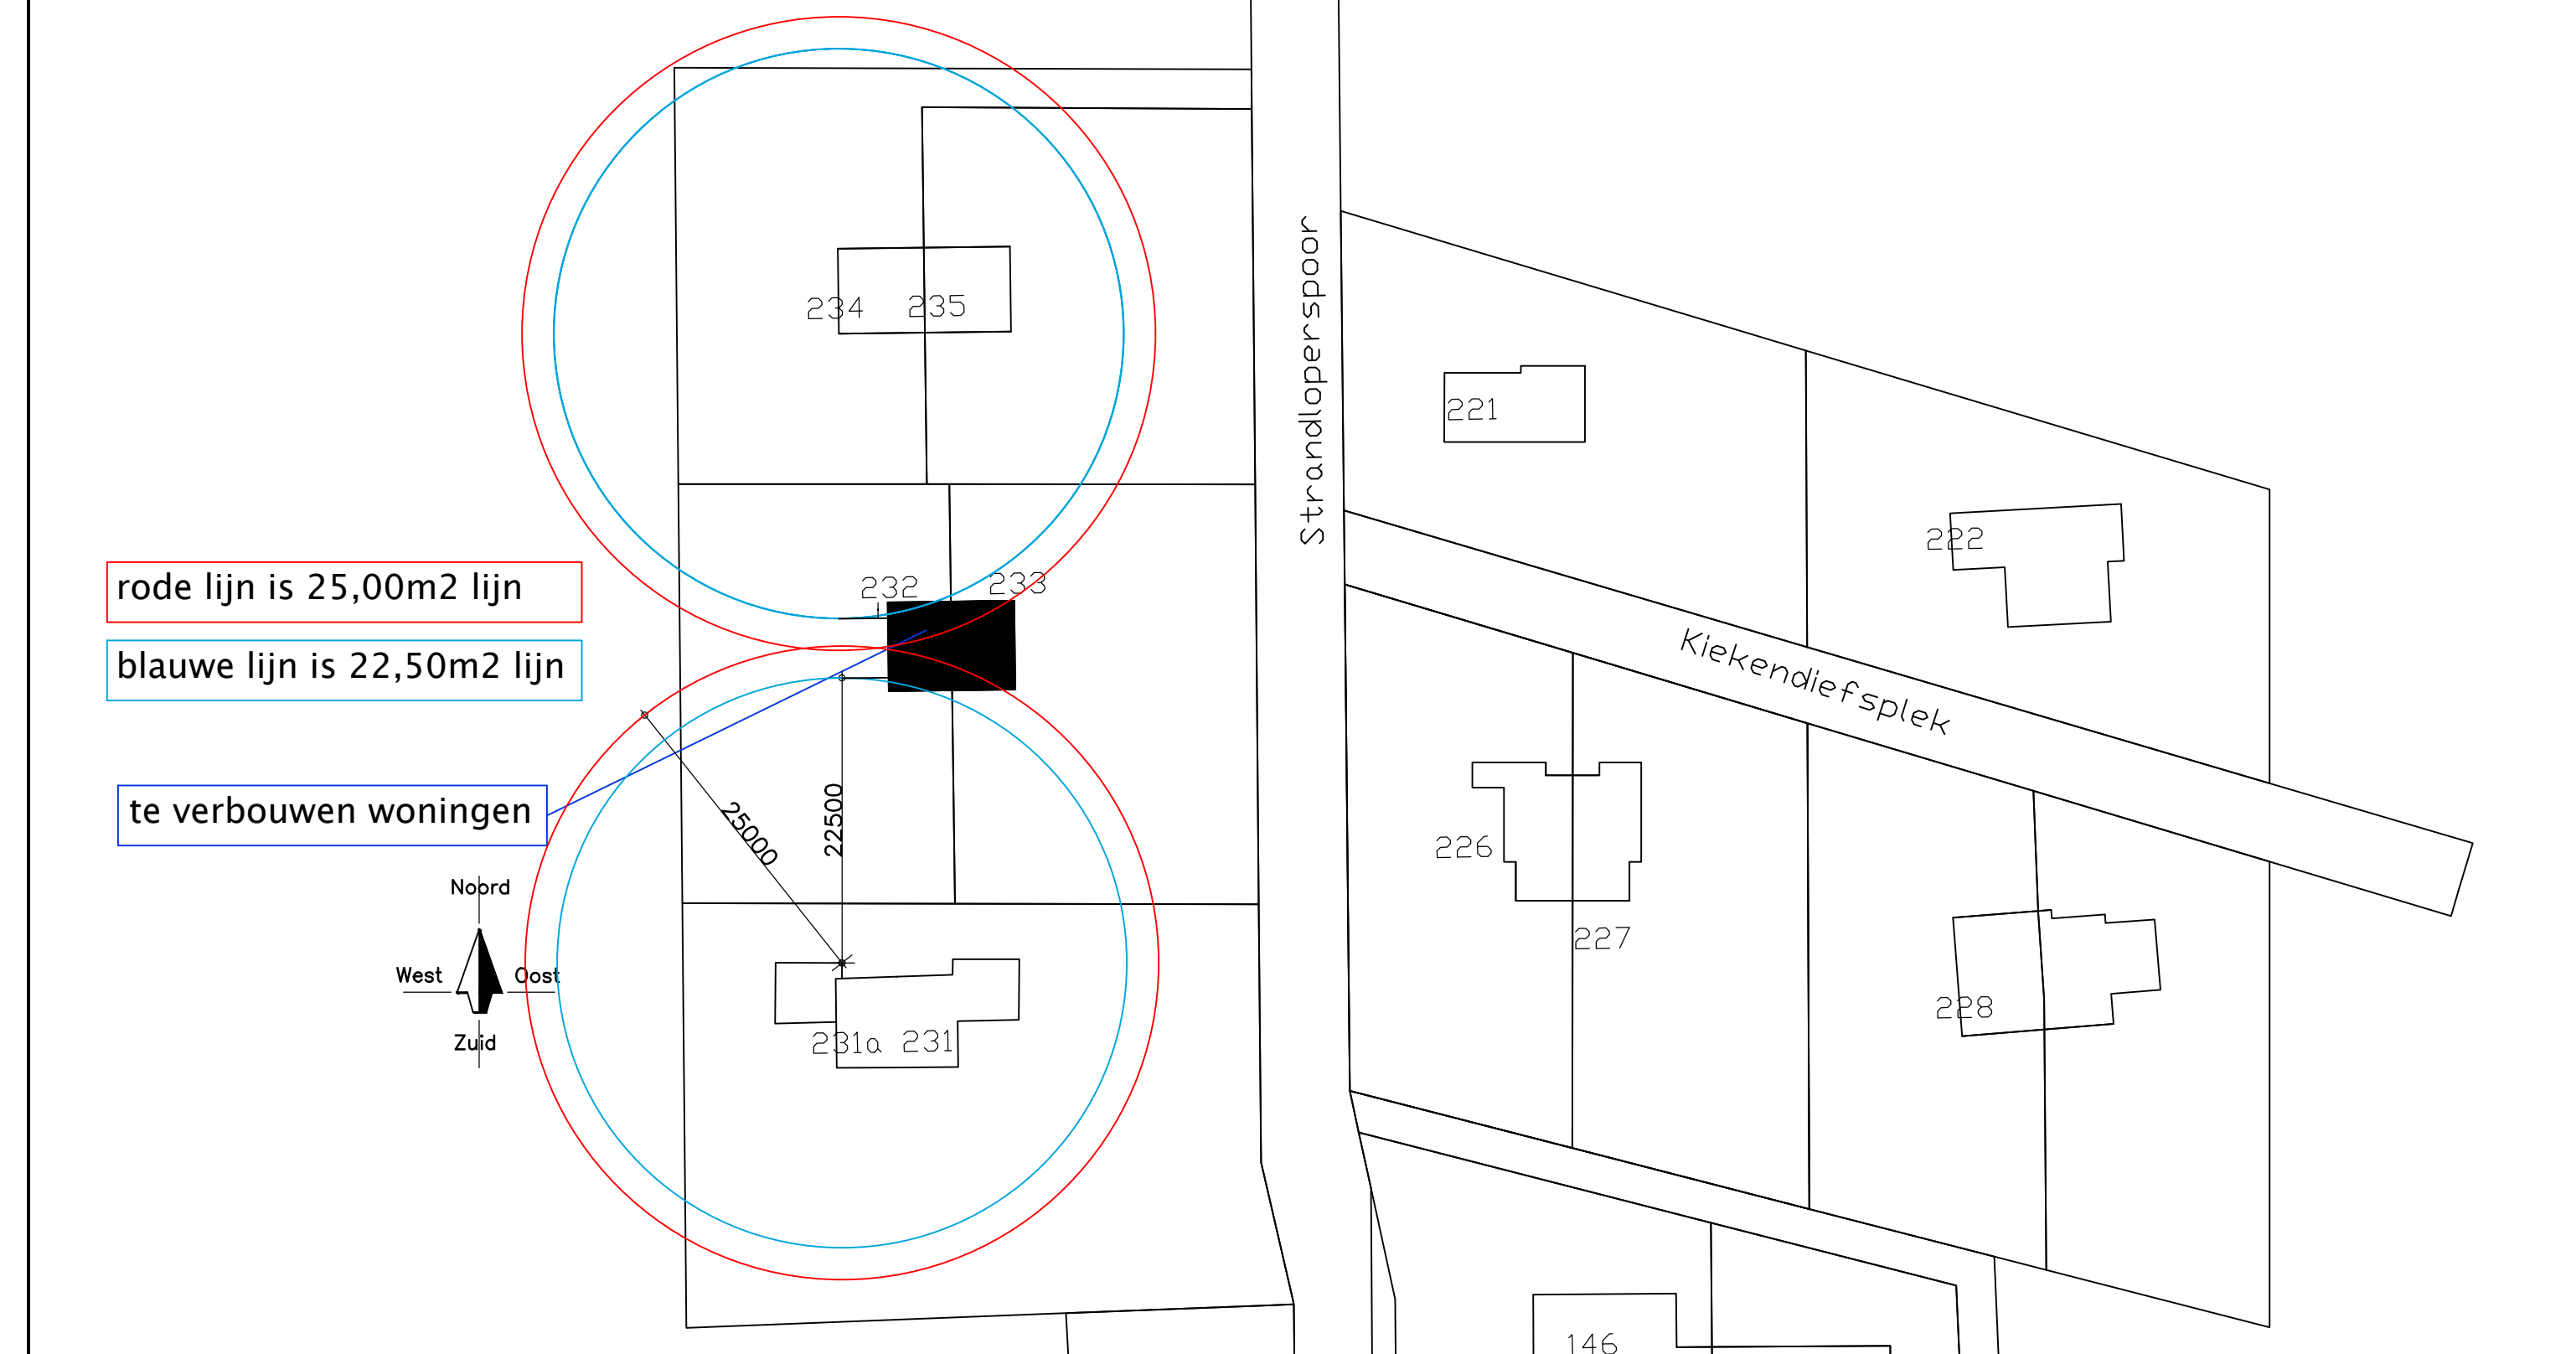 234 235
Strandloperspoor
221
222
232 233
rode lijn is 25,00m2 lijn
blauwe lijn is 22,50m2 lijn
te verbouwen woningen
25000
22500
Kiekendiefsplek
226
227
228
Noord
West Oost
Zuid
231a 231
146